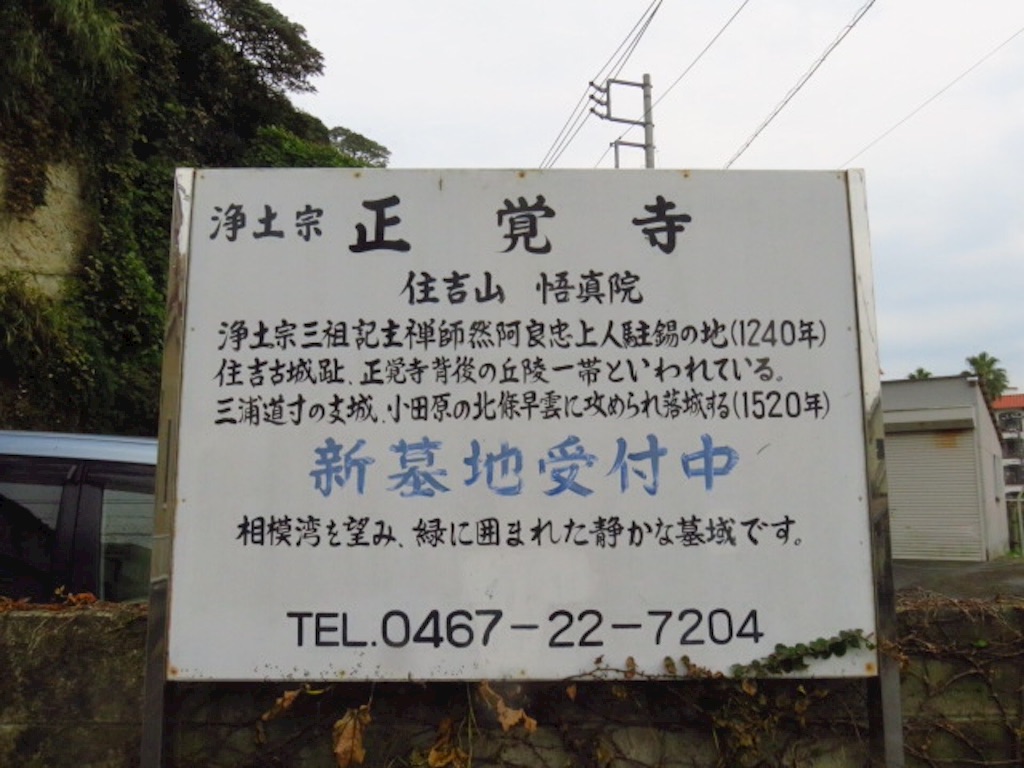 浄土宗 正覚寺
住吉山 悟真院
浄土宗三祖記主禅師然阿良忠上人駐錫の地(1240年)
住吉古城趾、正覚寺背後の丘陵一帯といわれている。
三浦道寸の支城、小田原の北條早雲に攻められ落城する(1520年)
新墓地受付中
相模湾を望み、緑に囲まれた静かな墓域です。
TEL.0467-22-7204